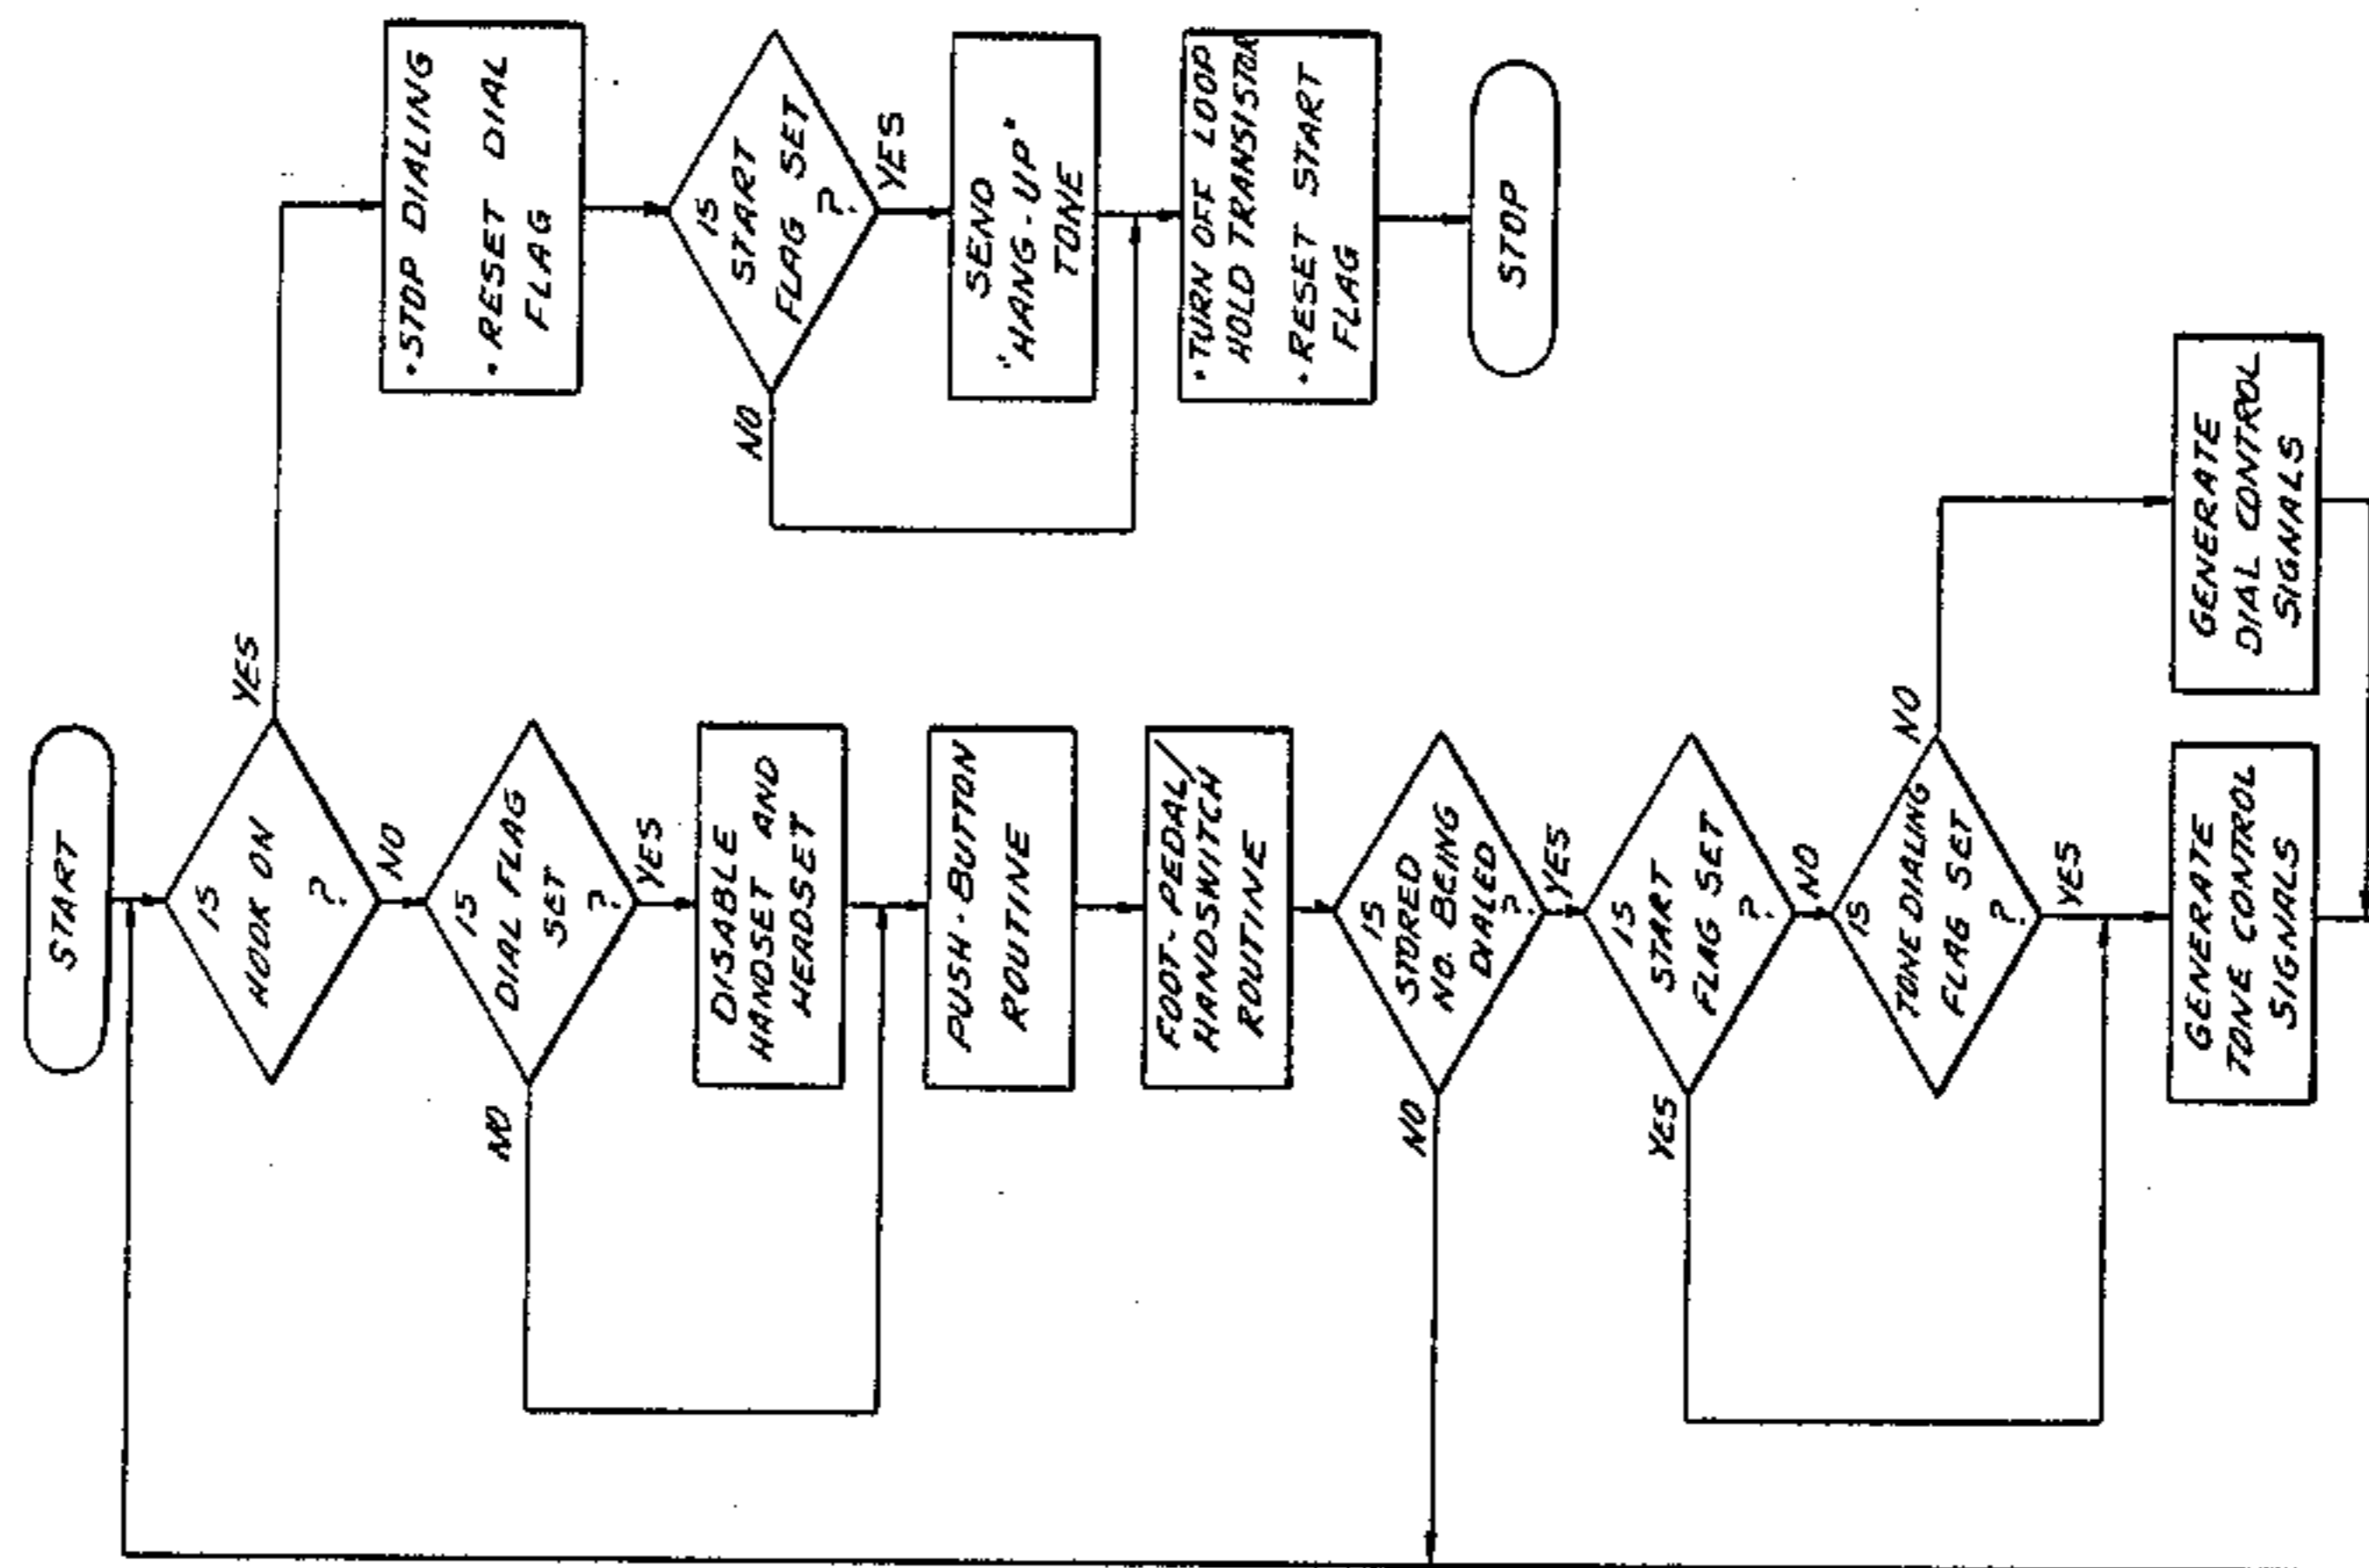 START
IS
HOOK ON
?
YES
NO
IS
DIAL FLAG
SET
?
NO
YES
DISABLE
HANDSET AND
HEADSET
PUSH-BUTTON
ROUTINE
FOOT-PEDAL/
HANDSWITCH
ROUTINE
IS
STORED
NO. BEING
DIALED
?
NO
YES
IS
START
FLAG SET
?
YES
NO
IS
TONE DIALING
FLAG SET
?
NO
YES
GENERATE
TONE CONTROL
SIGNALS
GENERATE
DIAL CONTROL
SIGNALS
• STOP DIALING
• RESET DIAL
FLAG
IS
START
FLAG SET
?
NO
YES
SEND
"HANG-UP"
TONE
• TURN OFF LOOP
HOLD TRANSISTOR
• RESET START
FLAG
STOP